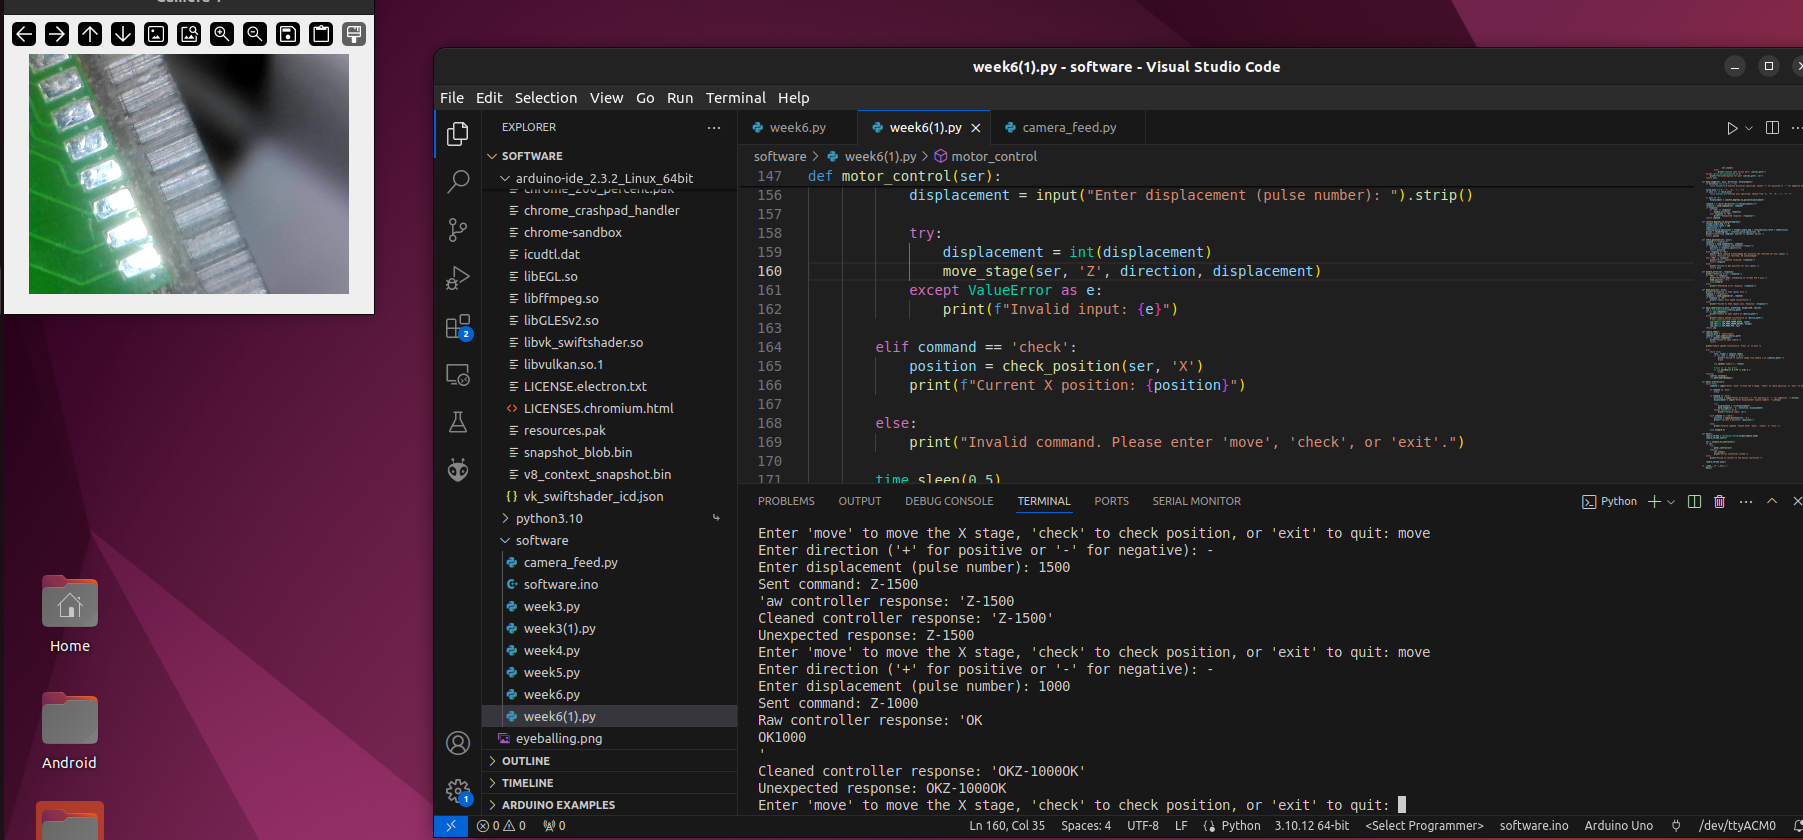 week6(1).py - software - Visual Studio Code
File Edit Selection View Go Run Terminal Help
EXPLORER
SOFTWARE
arduino-ide_2.3.2_Linux_64bit
chrome_200_percent.pak
chrome_crashpad_handler
chrome-sandbox
icudtl.dat
libEGL.so
libffmpeg.so
libGLESv2.so
libvk_swiftshader.so
libvulkan.so.1
LICENSE.electron.txt
LICENSES.chromium.html
resources.pak
snapshot_blob.bin
v8_context_snapshot.bin
vk_swiftshader_icd.json
python3.10
software
camera_feed.py
software.ino
week3.py
week3(1).py
week4.py
week5.py
week6.py
week6(1).py
eyeballing.png
OUTLINE
TIMELINE
ARDUINO EXAMPLES
2
1
Home
Android
week6.py week6(1).py camera_feed.py
software > week6(1).py > motor_control
147 def motor_control(ser):
156 displacement = input("Enter displacement (pulse number): ").strip()
157
158 try:
159 displacement = int(displacement)
160 move_stage(ser, 'Z', direction, displacement)
161 except ValueError as e:
162 print(f"Invalid input: {e}")
163
164 elif command == 'check':
165 position = check_position(ser, 'X')
166 print(f"Current X position: {position}")
167
168 else:
169 print("Invalid command. Please enter 'move', 'check', or 'exit'.")
170
171 time.sleep(0.5)
PROBLEMS OUTPUT DEBUG CONSOLE TERMINAL PORTS SERIAL MONITOR Python
Enter 'move' to move the X stage, 'check' to check position, or 'exit' to quit: move
Enter direction ('+' for positive or '-' for negative): -
Enter displacement (pulse number): 1500
Sent command: Z-1500
'aw controller response: 'Z-1500
Cleaned controller response: 'Z-1500'
Unexpected response: Z-1500
Enter 'move' to move the X stage, 'check' to check position, or 'exit' to quit: move
Enter direction ('+' for positive or '-' for negative): -
Enter displacement (pulse number): 1000
Sent command: Z-1000
Raw controller response: 'OK
OK1000
'
Cleaned controller response: 'OKZ-1000OK'
Unexpected response: OKZ-1000OK
Enter 'move' to move the X stage, 'check' to check position, or 'exit' to quit:
0 0 0 Ln 160, Col 35 Spaces: 4 UTF-8 LF Python 3.10.12 64-bit <Select Programmer> software.ino Arduino Uno /dev/ttyACM0